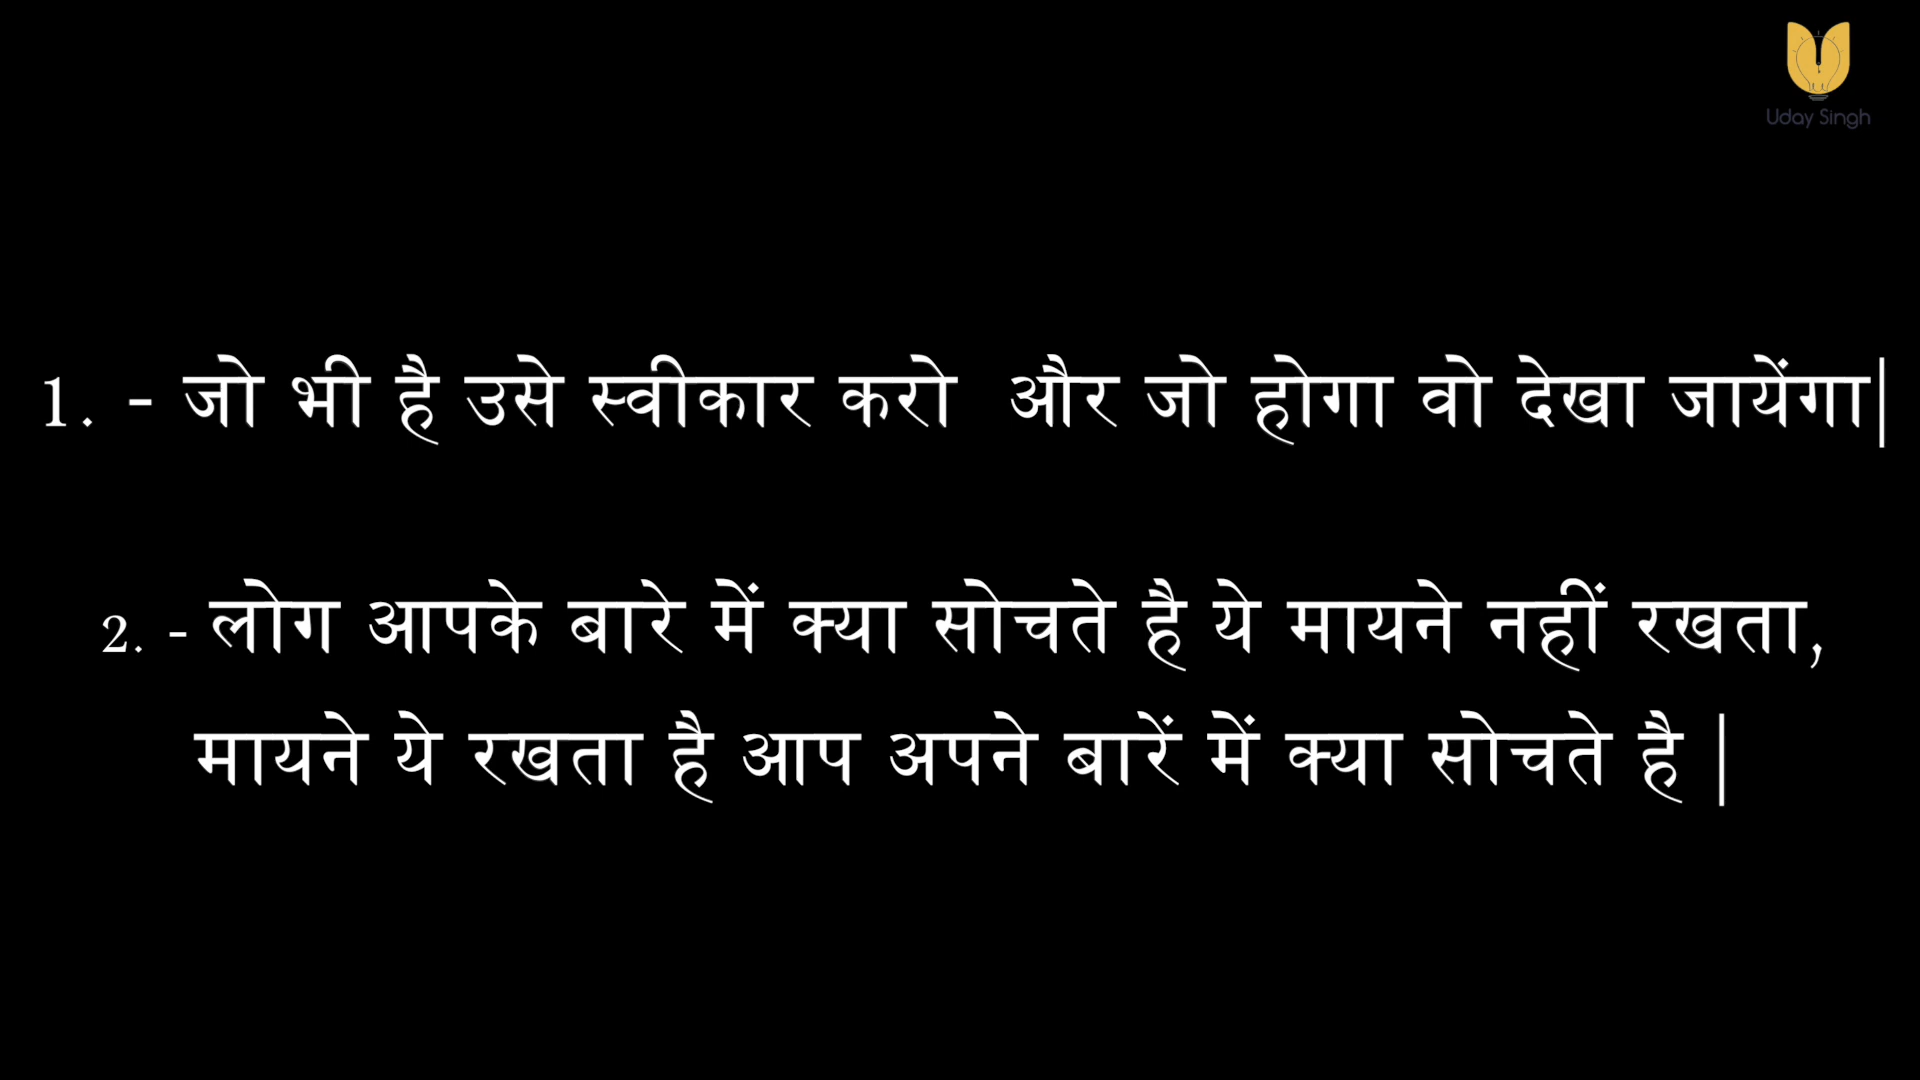 Uday Singh
1. - जो भी है उसे स्वीकार करो और जो होगा वो देखा जायेंगा|
2. - लोग आपके बारे में क्या सोचते है ये मायने नहीं रखता,
मायने ये रखता है आप अपने बारें में क्या सोचते है |